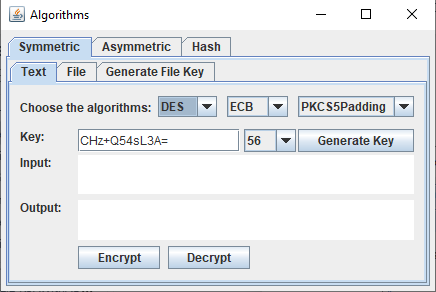 Algorithms
Symmetric Asymmetric Hash
Text File Generate File Key
Choose the algorithms: DES ECB PKCS5Padding
Key: CHz+Q54sL3A= 56 Generate Key
Input:
Output:
Encrypt Decrypt